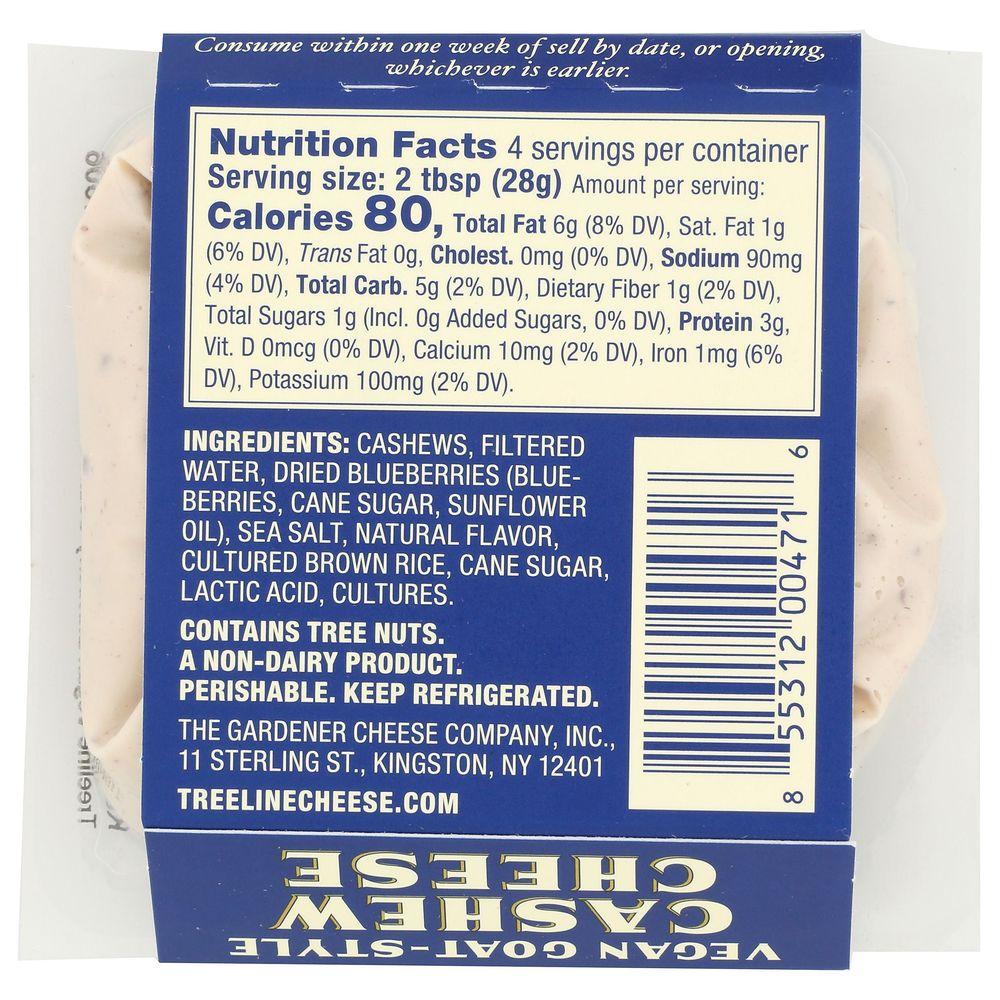 Consume within one week of sell by date, or opening,
whichever is earlier.
Nutrition Facts 4 servings per container
Serving size: 2 tbsp (28g) Amount per serving:
Calories 80, Total Fat 6g (8% DV), Sat. Fat 1g
(6% DV), Trans Fat 0g, Cholest. 0mg (0% DV), Sodium 90mg
(4% DV), Total Carb. 5g (2% DV), Dietary Fiber 1g (2% DV),
Total Sugars 1g (Incl. 0g Added Sugars, 0% DV), Protein 3g,
Vit. D 0mcg (0% DV), Calcium 10mg (2% DV), Iron 1mg (6%
DV), Potassium 100mg (2% DV).
INGREDIENTS: CASHEWS, FILTERED
WATER, DRIED BLUEBERRIES (BLUE-
BERRIES, CANE SUGAR, SUNFLOWER
OIL), SEA SALT, NATURAL FLAVOR,
CULTURED BROWN RICE, CANE SUGAR,
LACTIC ACID, CULTURES.
CONTAINS TREE NUTS.
A NON-DAIRY PRODUCT.
PERISHABLE. KEEP REFRIGERATED.
THE GARDENER CHEESE COMPANY, INC.,
11 STERLING ST., KINGSTON, NY 12401
TREELINECHEESE.COM
8 55312 00471 6
VEGAN GOAT-STYLE
CASHEW
CHEESE
Treeline